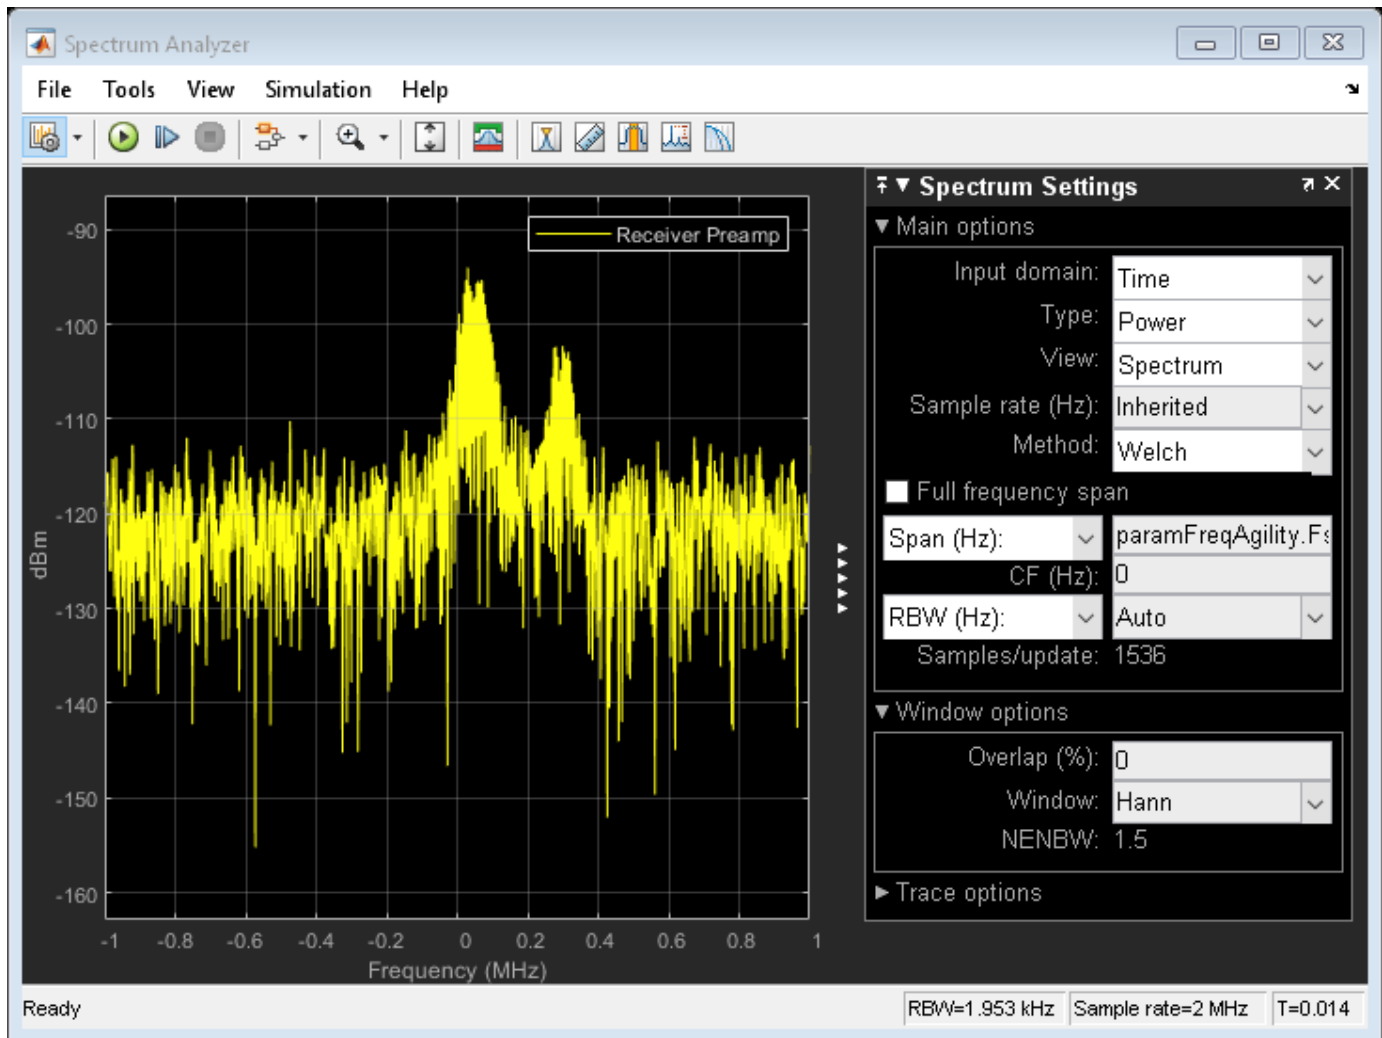 Spectrum Analyzer
File Tools View Simulation Help
Receiver Preamp
-90
-100
-110
-120
-130
-140
-150
-160
dBm
-1 -0.8 -0.6 -0.4 -0.2 0 0.2 0.4 0.6 0.8 1
Frequency (MHz)
Spectrum Settings
Main options
Input domain: Time
Type: Power
View: Spectrum
Sample rate (Hz): Inherited
Method: Welch
Full frequency span
Span (Hz): paramFreqAgility.Fs
CF (Hz): 0
RBW (Hz): Auto
Samples/update: 1536
Window options
Overlap (%): 0
Window: Hann
NENBW: 1.5
Trace options
Ready RBW=1.953 kHz Sample rate=2 MHz T=0.014